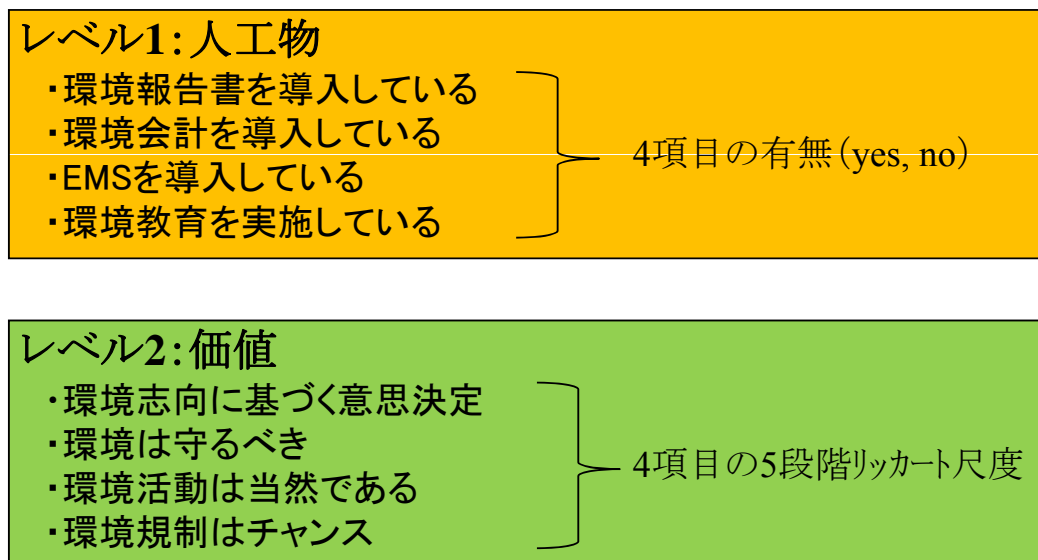 レベル1:人工物
・環境報告書を導入している
・環境会計を導入している
・EMSを導入している
・環境教育を実施している
4項目の有無(yes, no)
レベル2:価値
・環境志向に基づく意思決定
・環境は守るべき
・環境活動は当然である
・環境規制はチャンス
4項目の5段階リッカート尺度